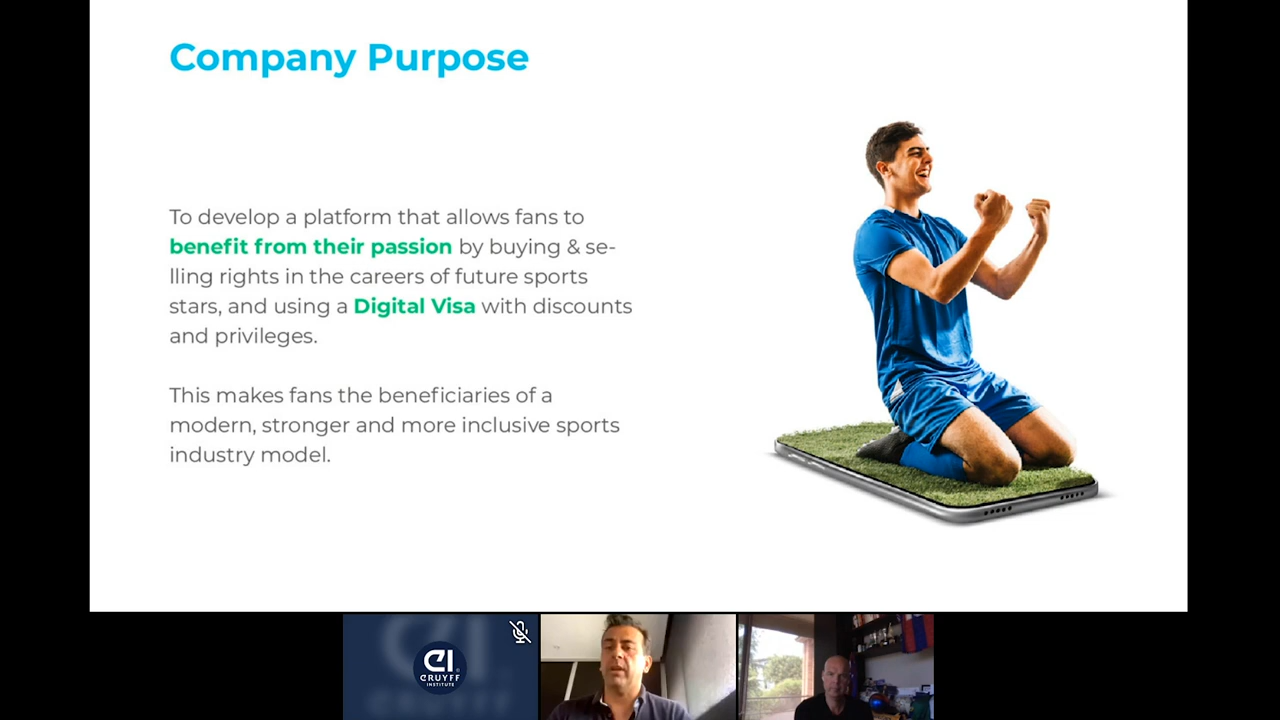 Company Purpose
To develop a platform that allows fans to
benefit from their passion by buying & se-
lling rights in the careers of future sports
stars, and using a Digital Visa with discounts
and privileges.
This makes fans the beneficiaries of a
modern, stronger and more inclusive sports
industry model.
CI
CRUYFF
INSTITUTE